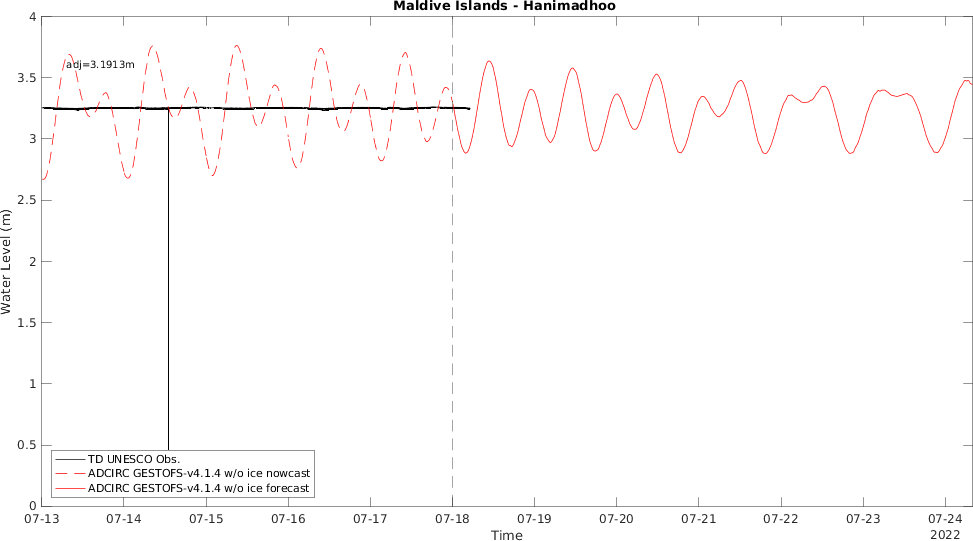 Maldive Islands - Hanimadhoo
4
adj=3.1913m
3.5
3
2.5
2
1.5
1
0.5
0
Water Level (m)
TD UNESCO Obs.
ADCIRC GESTOFS-v4.1.4 w/o ice nowcast
ADCIRC GESTOFS-v4.1.4 w/o ice forecast
07-13 07-14 07-15 07-16 07-17 07-18 07-19 07-20 07-21 07-22 07-23 07-24
Time
2022